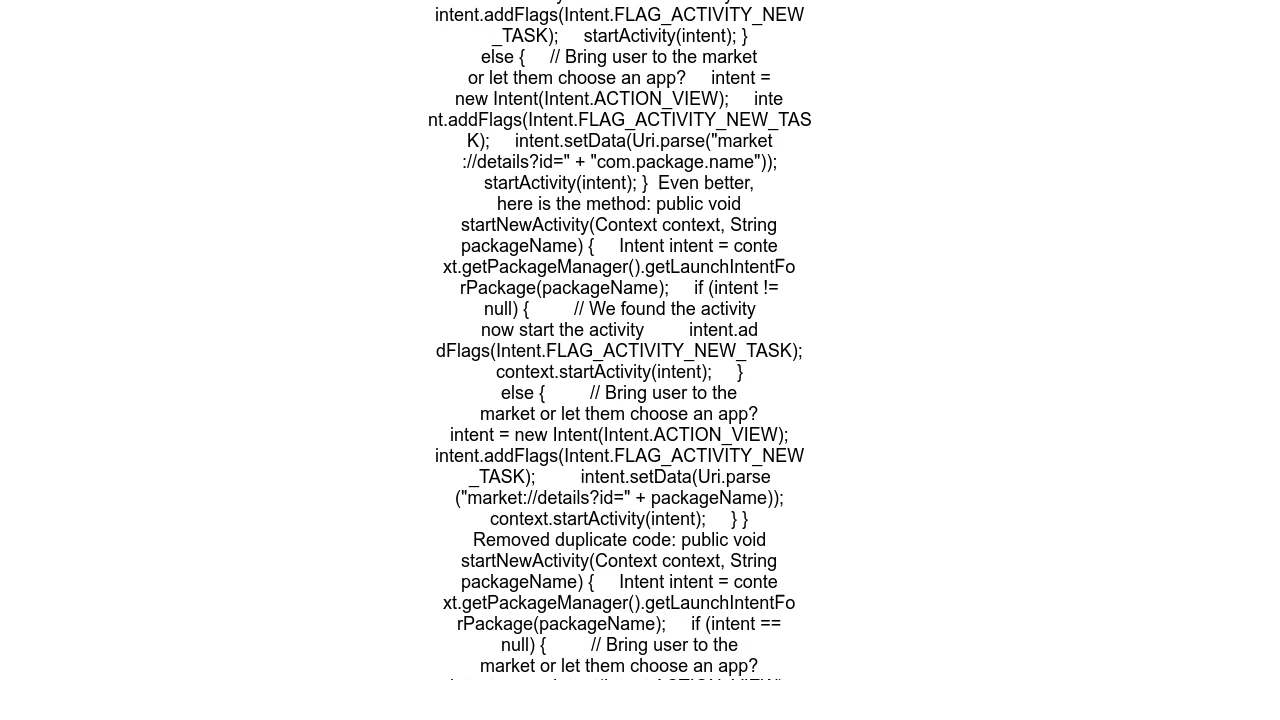 intent.addFlags(Intent.FLAG_ACTIVITY_NEW
_TASK);     startActivity(intent); }
else {     // Bring user to the market
or let them choose an app?     intent =
new Intent(Intent.ACTION_VIEW);     inte
nt.addFlags(Intent.FLAG_ACTIVITY_NEW_TAS
K);     intent.setData(Uri.parse("market
://details?id=" + "com.package.name"));
startActivity(intent); }  Even better,
here is the method: public void
startNewActivity(Context context, String
packageName) {     Intent intent = conte
xt.getPackageManager().getLaunchIntentFo
rPackage(packageName);     if (intent !=
null) {         // We found the activity
now start the activity         intent.ad
dFlags(Intent.FLAG_ACTIVITY_NEW_TASK);
context.startActivity(intent);     }
else {         // Bring user to the
market or let them choose an app?
intent = new Intent(Intent.ACTION_VIEW);
intent.addFlags(Intent.FLAG_ACTIVITY_NEW
_TASK);         intent.setData(Uri.parse
("market://details?id=" + packageName));
context.startActivity(intent);     } }
Removed duplicate code: public void
startNewActivity(Context context, String
packageName) {     Intent intent = conte
xt.getPackageManager().getLaunchIntentFo
rPackage(packageName);     if (intent ==
null) {         // Bring user to the
market or let them choose an app?